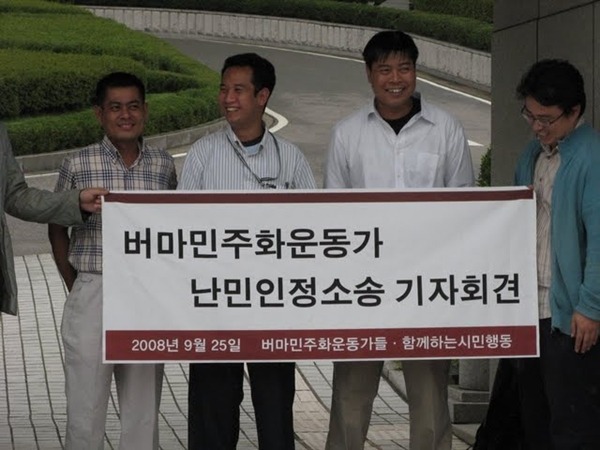 버마민주화운동가
난민인정소송 기자회견
2008년 9월 25일 버마민주화운동가들 · 함께하는시민행동